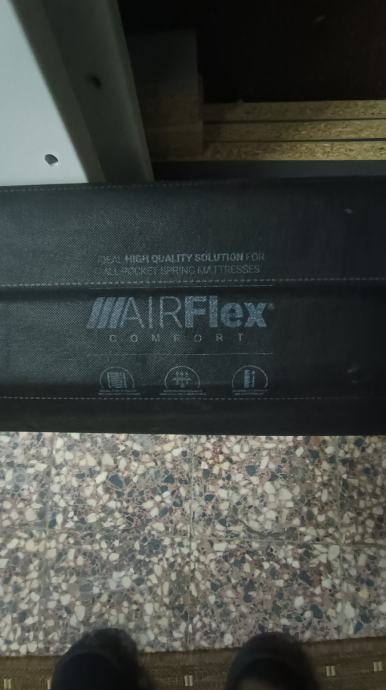 IDEAL HIGH QUALITY SOLUTION FOR
ALL POCKET SPRING MATTRESSES
AIRFlex®
COMFORT